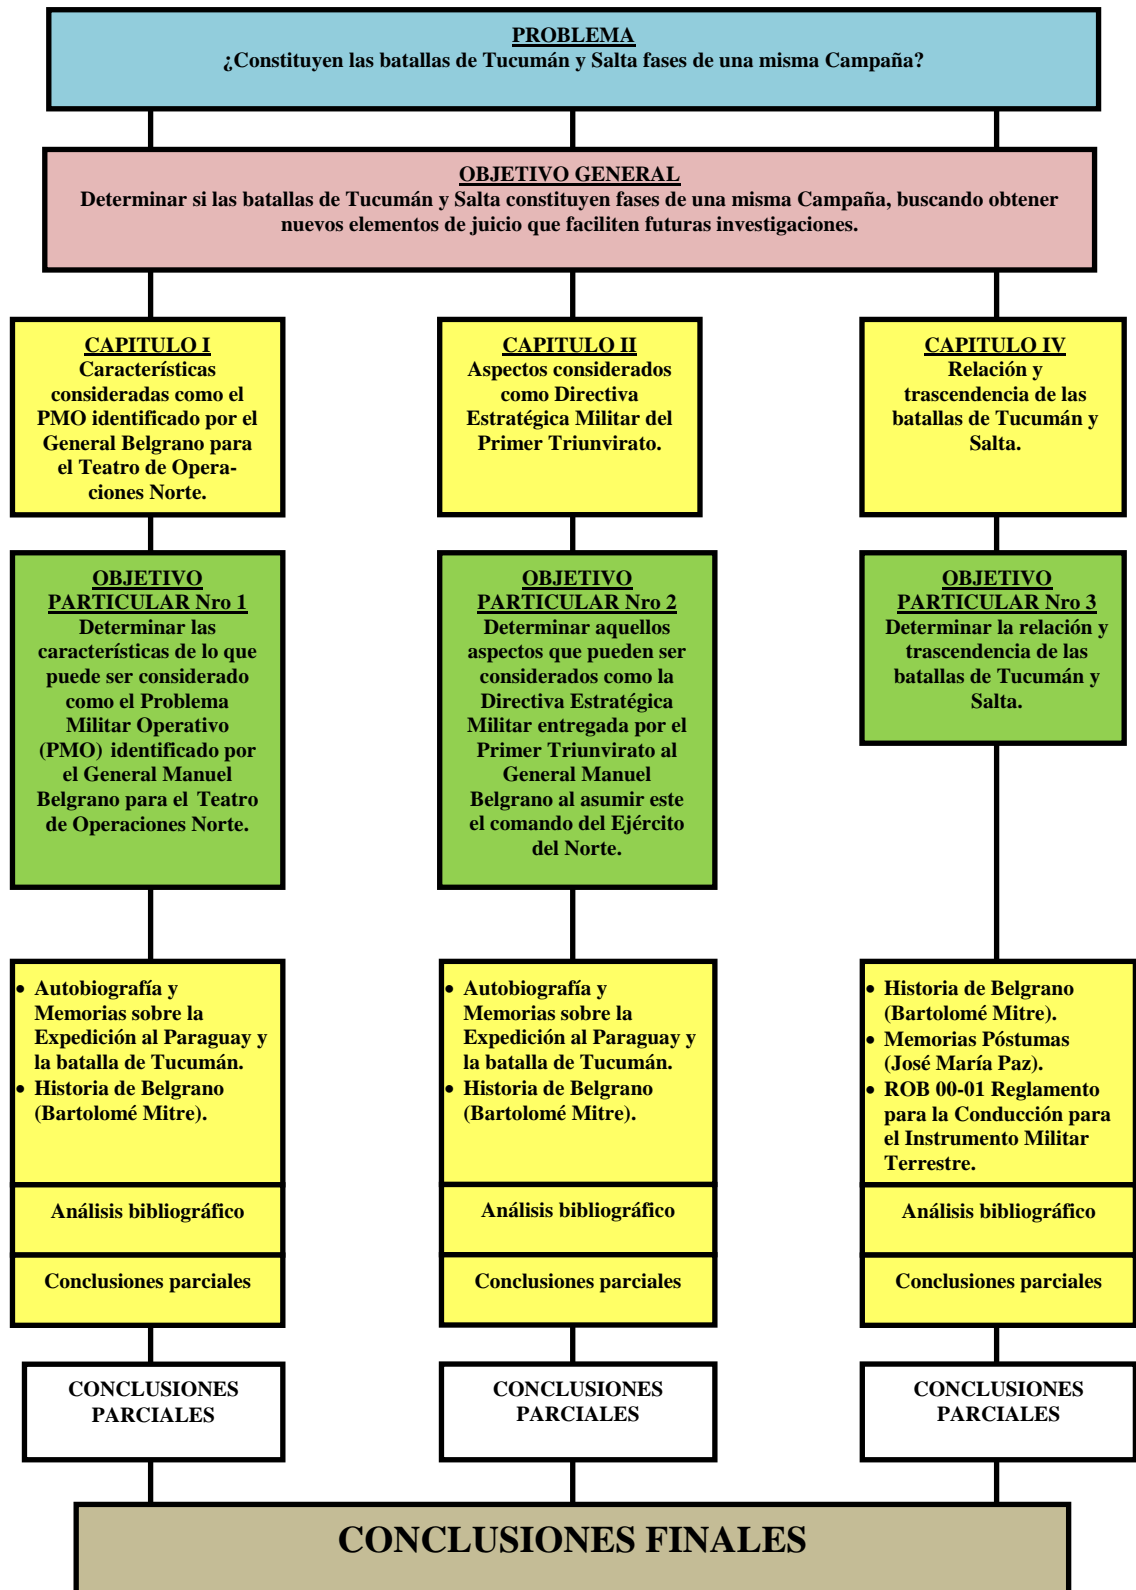 PROBLEMA
¿Constituyen las batallas de Tucumán y Salta fases de una misma Campaña?
OBJETIVO GENERAL
Determinar si las batallas de Tucumán y Salta constituyen fases de una misma Campaña, buscando obtener
nuevos elementos de juicio que faciliten futuras investigaciones.
CAPITULO I
Características
consideradas como el
PMO identificado por el
General Belgrano para
el Teatro de Opera-
ciones Norte.
CAPITULO II
Aspectos considerados
como Directiva
Estratégica Militar del
Primer Triunvirato.
CAPITULO IV
Relación y
trascendencia de las
batallas de Tucumán y
Salta.
OBJETIVO
PARTICULAR Nro 1
Determinar las
características de lo que
puede ser considerado
como el Problema
Militar Operativo
(PMO) identificado por
el General Manuel
Belgrano para el Teatro
de Operaciones Norte.
OBJETIVO
PARTICULAR Nro 2
Determinar aquellos
aspectos que pueden ser
considerados como la
Directiva Estratégica
Militar entregada por el
Primer Triunvirato al
General Manuel
Belgrano al asumir este
el comando del Ejército
del Norte.
OBJETIVO
PARTICULAR Nro 3
Determinar la relación y
trascendencia de las
batallas de Tucumán y
Salta.
• Autobiografía y
Memorias sobre la
Expedición al Paraguay y
la batalla de Tucumán.
• Historia de Belgrano
(Bartolomé Mitre).
Análisis bibliográfico
Conclusiones parciales
• Autobiografía y
Memorias sobre la
Expedición al Paraguay y
la batalla de Tucumán.
• Historia de Belgrano
(Bartolomé Mitre).
Análisis bibliográfico
Conclusiones parciales
• Historia de Belgrano
(Bartolomé Mitre).
• Memorias Póstumas
(José María Paz).
• ROB 00-01 Reglamento
para la Conducción para
el Instrumento Militar
Terrestre.
Análisis bibliográfico
Conclusiones parciales
CONCLUSIONES
PARCIALES
CONCLUSIONES
PARCIALES
CONCLUSIONES
PARCIALES
CONCLUSIONES FINALES